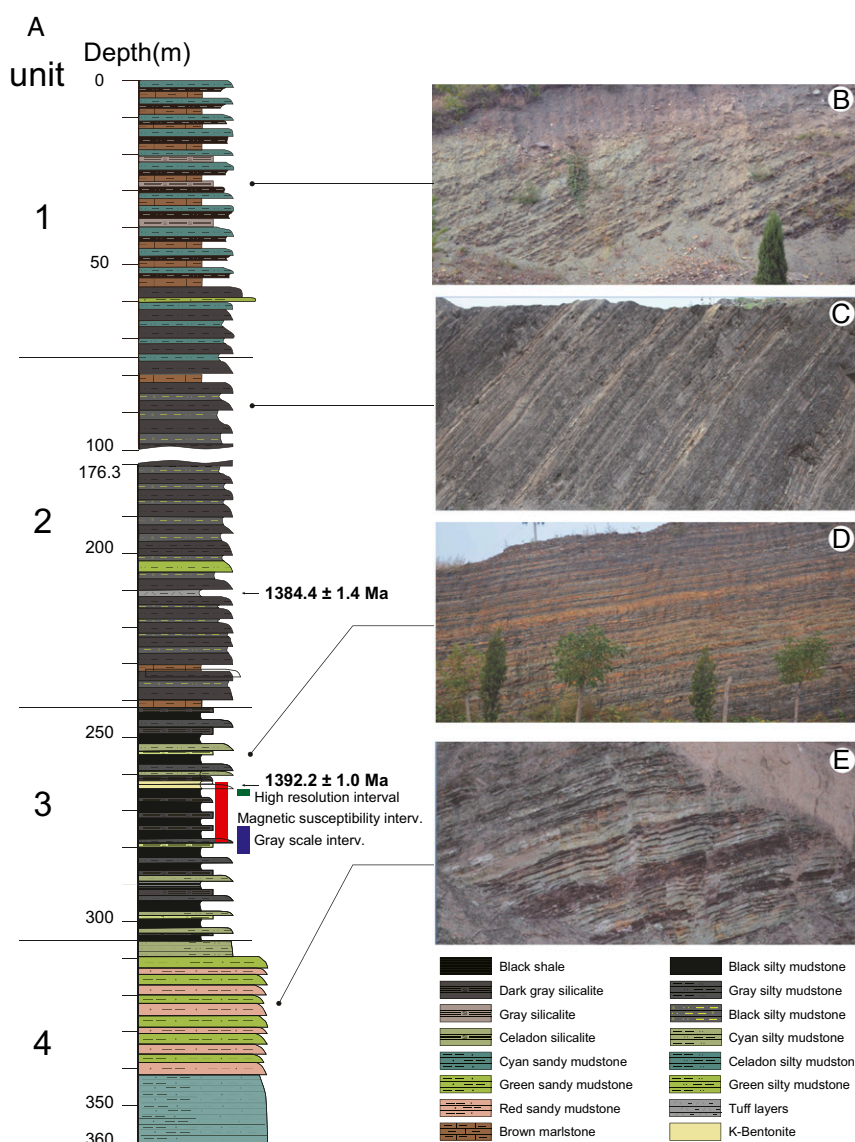 A
unit
Depth(m)
0
B
1
50
C
100
176.3
2
200
D
1384.4 ± 1.4 Ma
250
1392.2 ± 1.0 Ma
E
3
High resolution interval
Magnetic susceptibility interv.
Gray scale interv.
300
4
350
360
Black shale
Dark gray silicalite
Gray silicalite
Celadon silicalite
Cyan sandy mudstone
Green sandy mudstone
Red sandy mudstone
Brown marlstone
Black silty mudstone
Gray silty mudstone
Black silty mudstone
Cyan silty mudstone
Celadon silty mudston
Green silty mudstone
Tuff layers
K-Bentonite